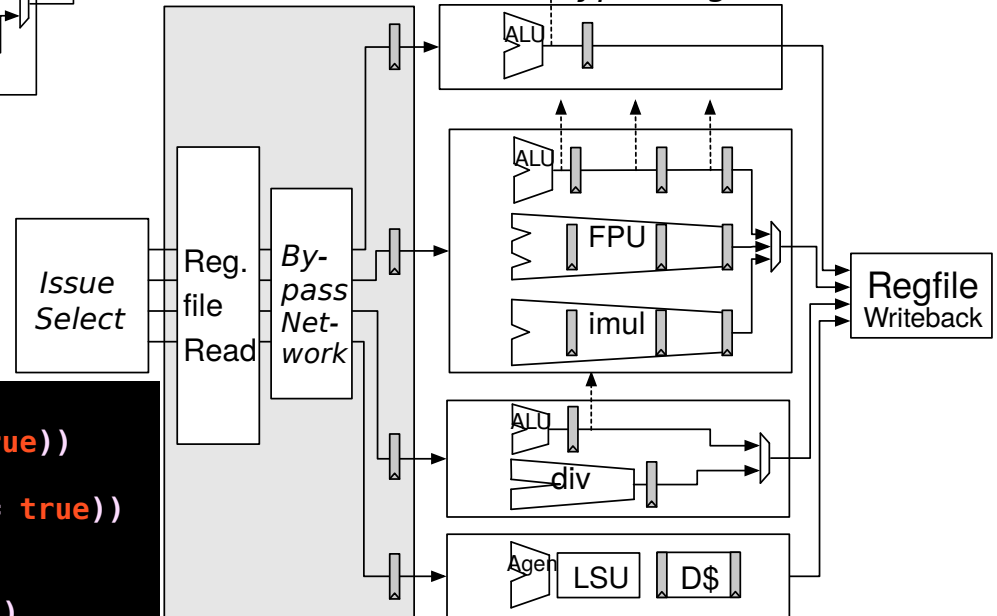 ALU
ALU
FPU
imul
Issue
Select
Reg.
file
Read
By-
pass
Net-
work
Regfile
Writeback
ALU
div
Agen
LSU
D$
ue))
true))
)